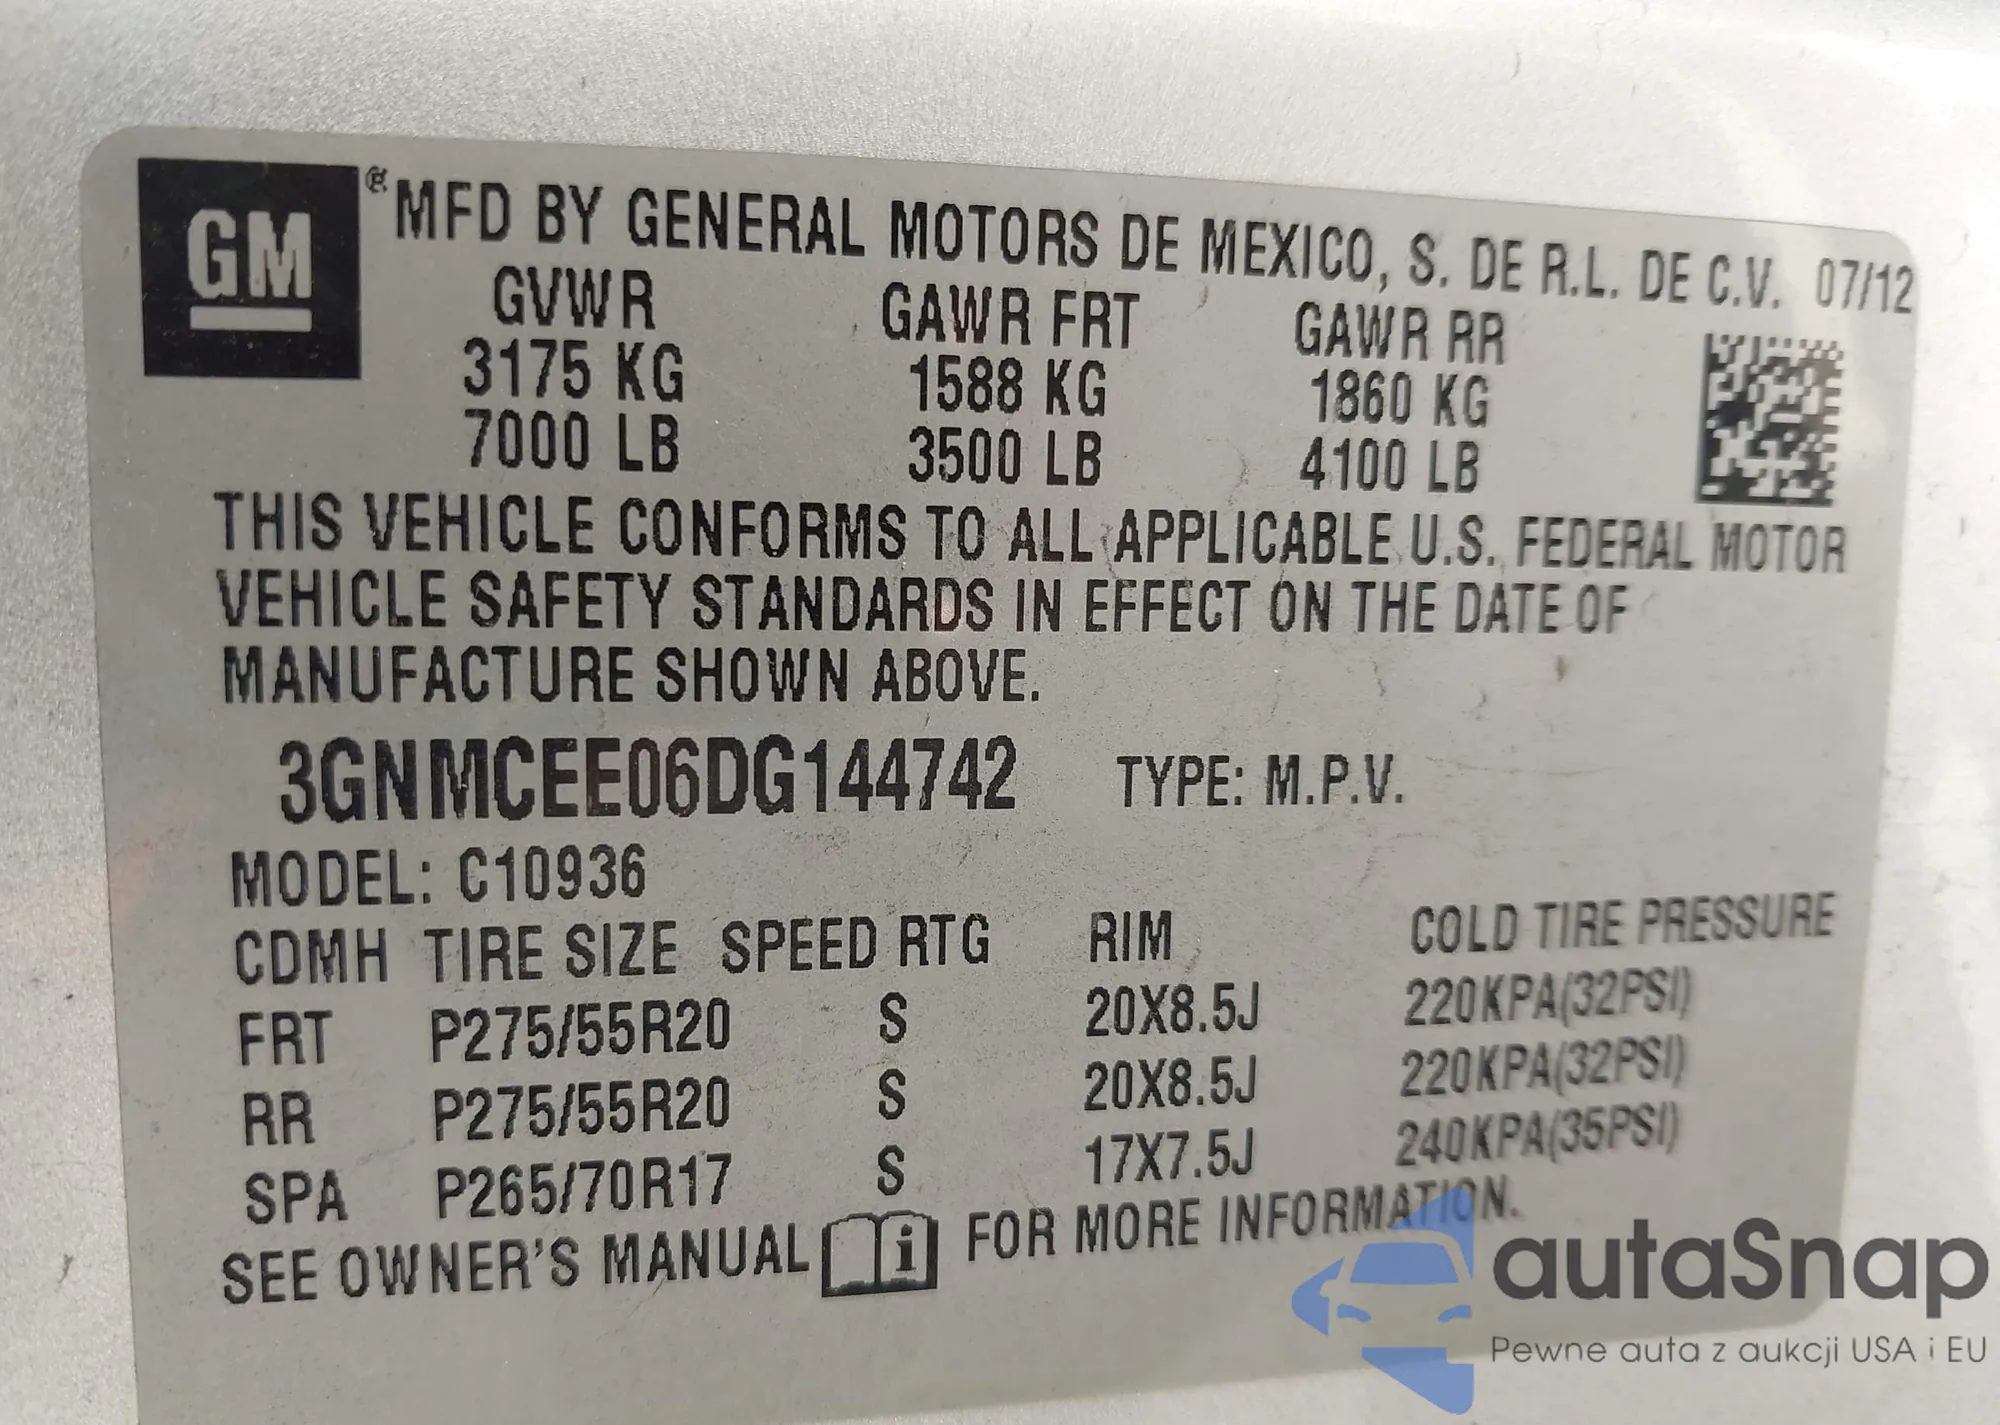 GM
® MFD BY GENERAL MOTORS DE MEXICO, S. DE R.L. DE C.V. 07/12
GVWR GAWR FRT GAWR RR
3175 KG 1588 KG 1860 KG
7000 LB 3500 LB 4100 LB
THIS VEHICLE CONFORMS TO ALL APPLICABLE U.S. FEDERAL MOTOR
VEHICLE SAFETY STANDARDS IN EFFECT ON THE DATE OF
MANUFACTURE SHOWN ABOVE.
3GNMCEE06DG144742 TYPE: M.P.V.
MODEL: C10936
CDMH TIRE SIZE SPEED RTG RIM COLD TIRE PRESSURE
FRT P275/55R20 S 20X8.5J 220KPA(32PSI)
RR P275/55R20 S 20X8.5J 220KPA(32PSI)
SPA P265/70R17 S 17X7.5J 240KPA(35PSI)
SEE OWNER'S MANUAL i FOR MORE INFORMATION.
autaSnap
Pewne auta z aukcji USA i EU